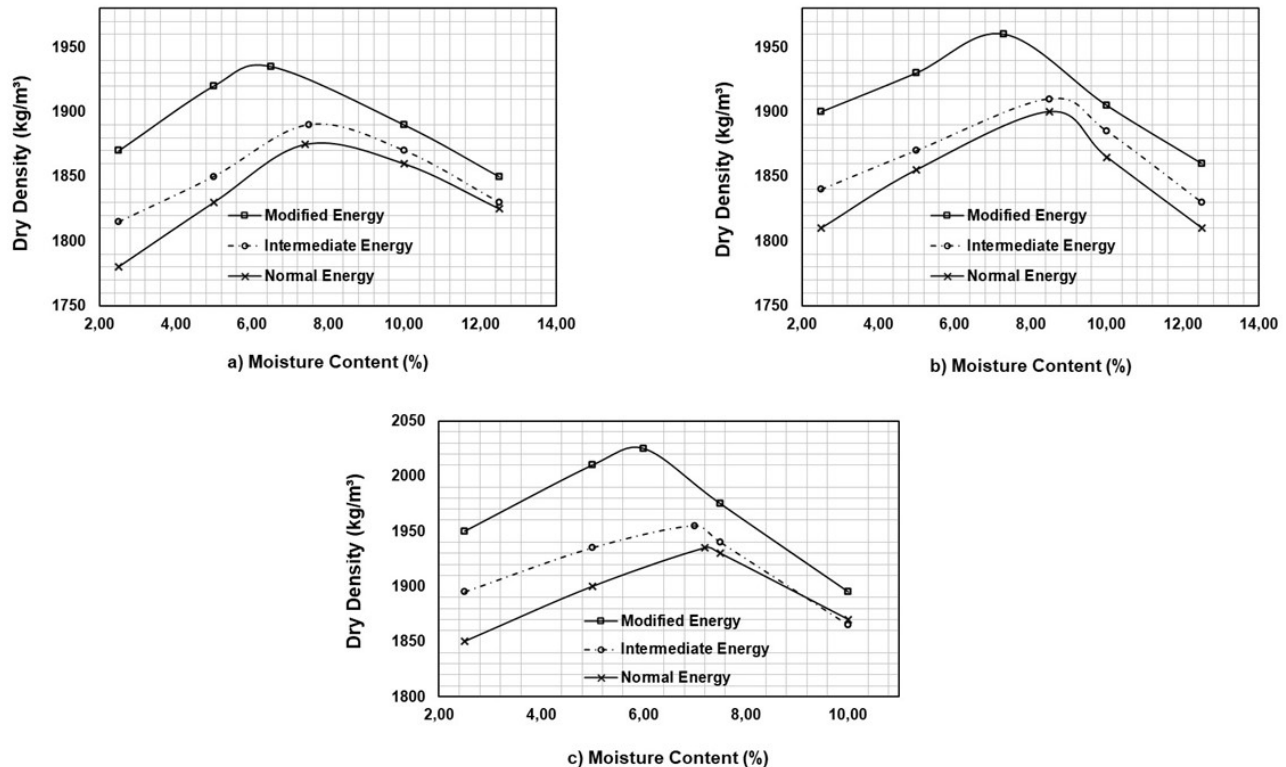 Dry Density (kg/m³)
1950
1900
1850
1800
1750
2,00 4,00 6,00 8,00 10,00 12,00 14,00
Modified Energy
Intermediate Energy
Normal Energy
a) Moisture Content (%)
Dry Density (kg/m³)
1950
1900
1850
1800
1750
2,00 4,00 6,00 8,00 10,00 12,00 14,00
Modified Energy
Intermediate Energy
Normal Energy
b) Moisture Content (%)
Dry Density (kg/m³)
2050
2000
1950
1900
1850
1800
2,00 4,00 6,00 8,00 10,00
Modified Energy
Intermediate Energy
Normal Energy
c) Moisture Content (%)